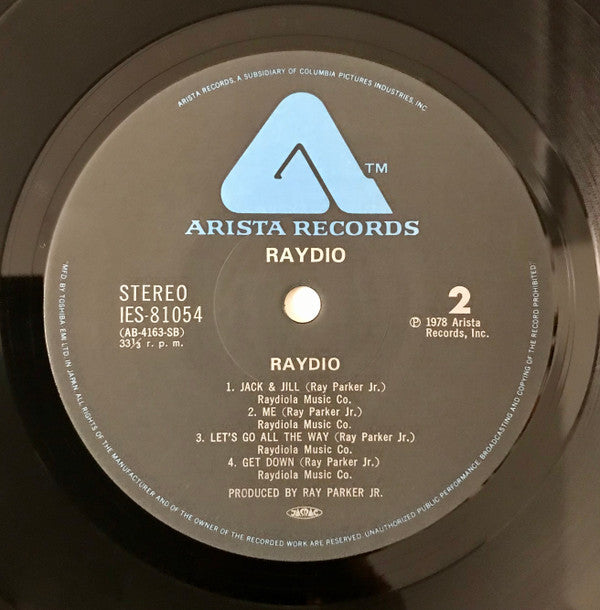 ARISTA RECORDS, A SUBSIDIARY OF COLUMBIA PICTURES INDUSTRIES, INC.
TM
ARISTA RECORDS
RAYDIO
STEREO
IES-81054
(AB-4163-SB)
33⅓ r. p. m.
2
Ⓟ 1978 Arista
Records, Inc.
RAYDIO
1. JACK & JILL (Ray Parker Jr.)
Raydiola Music Co.
2. ME (Ray Parker Jr.)
Raydiola Music Co.
3. LET'S GO ALL THE WAY (Ray Parker Jr.)
Raydiola Music Co.
4. GET DOWN (Ray Parker Jr.)
Raydiola Music Co.
PRODUCED BY RAY PARKER JR.
JASRAC
MFD. BY TOSHIBA EMI LTD. IN JAPAN ALL RIGHTS OF THE MANUFACTURER AND OF THE OWNER OF THE RECORDED WORK ARE RESERVED. UNAUTHORIZED PUBLIC PERFORMANCE, BROADCASTING AND COPYING OF THE RECORD PROHIBITED